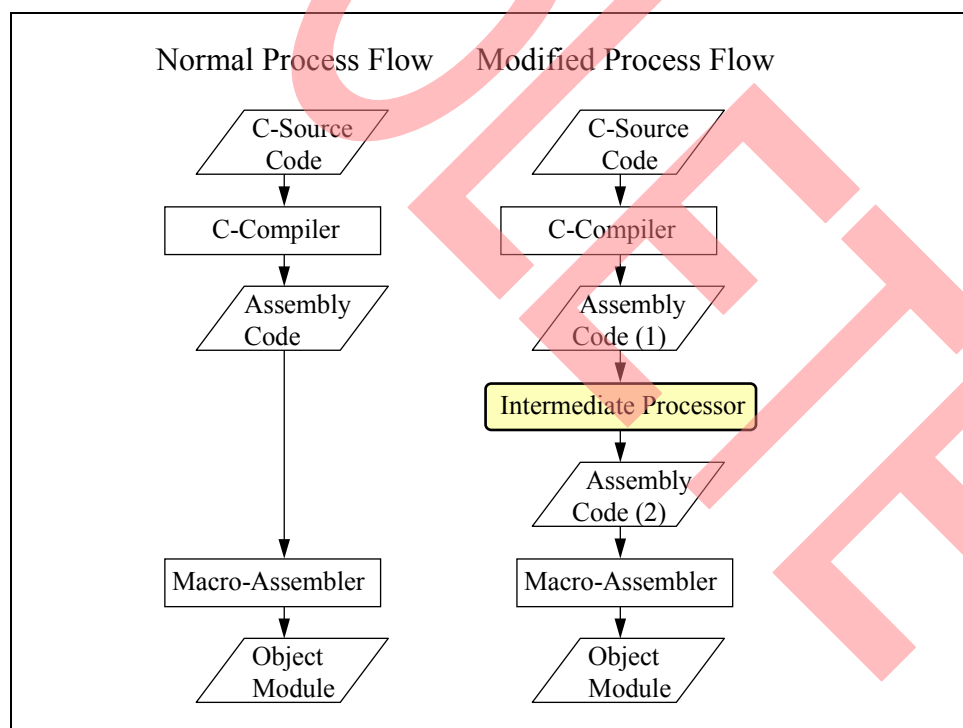 Normal Process Flow
C-Source
Code
C-Compiler
Assembly
Code
Macro-Assembler
Object
Module
Modified Process Flow
C-Source
Code
C-Compiler
Assembly
Code (1)
Intermediate Processor
Assembly
Code (2)
Macro-Assembler
Object
Module
OLETE